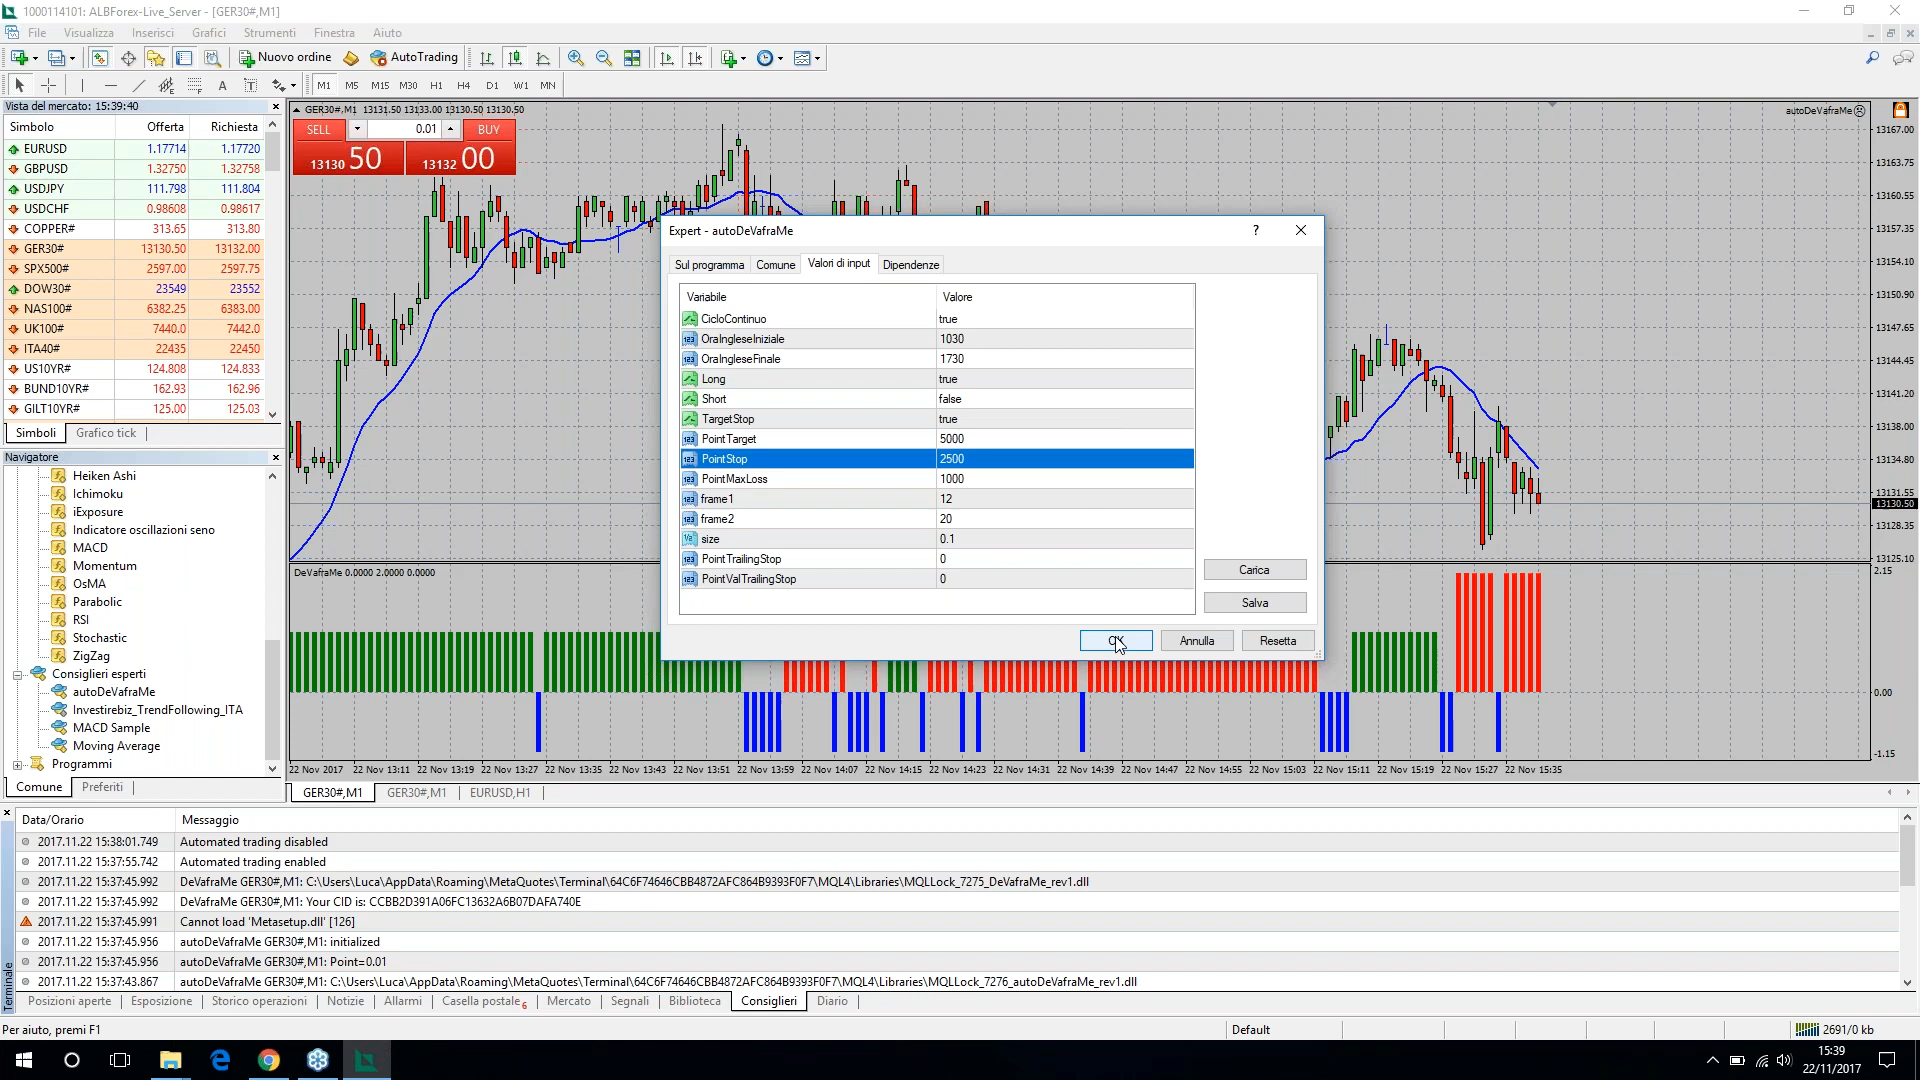 1000114101: ALBForex-Live_Server - [GER30#,M1]
File Visualizza Inserisci Grafici Strumenti Finestra Aiuto
Nuovo ordine AutoTrading
A T M1 M5 M15 M30 H1 H4 D1 W1 MN
Vista del mercato: 15:39:40
Simbolo Offerta Richiesta
EURUSD 1.17714 1.17720
GBPUSD 1.32750 1.32758
USDJPY 111.798 111.804
USDCHF 0.98608 0.98617
COPPER# 313.65 313.80
GER30# 13130.50 13132.00
SPX500# 2597.00 2597.75
DOW30# 23549 23552
NAS100# 6382.25 6383.00
UK100# 7440.0 7442.0
ITA40# 22435 22450
US10YR# 124.808 124.833
BUND10YR# 162.93 162.96
GILT10YR# 125.00 125.03
Simboli Grafico tick
Navigatore
Heiken Ashi
Ichimoku
iExposure
Indicatore oscillazioni seno
MACD
Momentum
OsMA
Parabolic
RSI
Stochastic
ZigZag
Consiglieri esperti
autoDeVafraMe
Investirebiz_TrendFollowing_ITA
MACD Sample
Moving Average
Programmi
Comune Preferiti
GER30#,M1 13131.50 13133.00 13130.50 13130.50
SELL 0.01 BUY
13130 50 13132 00
autoDeVafraMe
13167.00
13163.75
13160.55
13157.35
13154.10
13150.90
13147.65
13144.45
13141.20
13138.00
13134.80
13131.55
13130.50
13128.35
13125.10
Expert - autoDeVafraMe
?
Sul programma Comune Valori di input Dipendenze
Variabile Valore
CicloContinuo true
OraIngleseIniziale 1030
OraIngleseFinale 1730
Long true
Short false
TargetStop true
PointTarget 5000
PointStop 2500
PointMaxLoss 1000
frame1 12
frame2 20
size 0.1
PointTrailingStop 0
PointValTrailingStop 0
Carica
Salva
OK Annulla Resetta
DeVafraMe 0.0000 2.0000 0.0000
2.15
0.00
-1.15
22 Nov 2017 22 Nov 13:11 22 Nov 13:19 22 Nov 13:27 22 Nov 13:35 22 Nov 13:43 22 Nov 13:51 22 Nov 13:59 22 Nov 14:07 22 Nov 14:15 22 Nov 14:23 22 Nov 14:31 22 Nov 14:39 22 Nov 14:47 22 Nov 14:55 22 Nov 15:03 22 Nov 15:11 22 Nov 15:19 22 Nov 15:27 22 Nov 15:35
GER30#,M1 GER30#,M1 EURUSD,H1
Data/Orario Messaggio
2017.11.22 15:38:01.749 Automated trading disabled
2017.11.22 15:37:55.742 Automated trading enabled
2017.11.22 15:37:45.992 DeVafraMe GER30#,M1: C:\Users\Luca\AppData\Roaming\MetaQuotes\Terminal\64C6F74646CBB4872AFC864B9393F0F7\MQL4\Libraries\MQLLock_7275_DeVafraMe_rev1.dll
2017.11.22 15:37:45.992 DeVafraMe GER30#,M1: Your CID is: CCBB2D391A06FC13632A6B07DAFA740E
2017.11.22 15:37:45.991 Cannot load 'Metasetup.dll' [126]
2017.11.22 15:37:45.956 autoDeVafraMe GER30#,M1: initialized
2017.11.22 15:37:45.956 autoDeVafraMe GER30#,M1: Point=0.01
2017.11.22 15:37:43.867 autoDeVafraMe GER30#,M1: C:\Users\Luca\AppData\Roaming\MetaQuotes\Terminal\64C6F74646CBB4872AFC864B9393F0F7\MQL4\Libraries\MQLLock_7276_autoDeVafraMe_rev1.dll
Terminale
Posizioni aperte Esposizione Storico operazioni Notizie Allarmi Casella postale 6 Mercato Segnali Biblioteca Consiglieri Diario
Per aiuto, premi F1 Default 2691/0 kb
15:39
22/11/2017